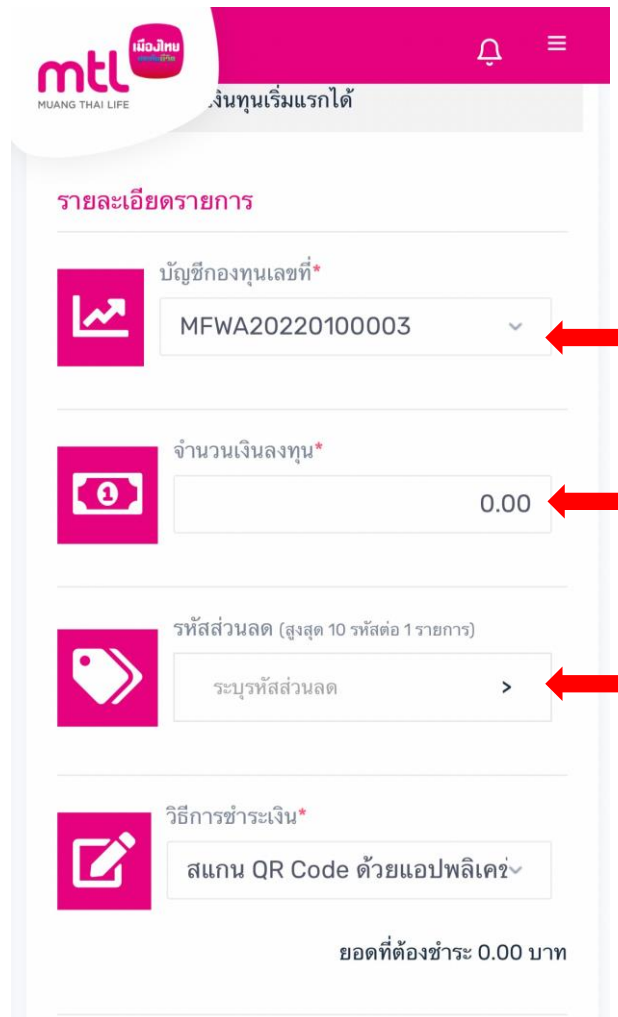 เมืองไทย
mtl
MUANG THAI LIFE
เงินทุนเริ่มแรกได้
รายละเอียดรายการ
บัญชีกองทุนเลขที่*
MFWA20220100003
จำนวนเงินลงทุน*
1
0.00
รหัสส่วนลด (สูงสุด 10 รหัสต่อ 1 รายการ)
ระบุรหัสส่วนลด
>
วิธีการชำระเงิน*
สแกน QR Code ด้วยแอปพลิเคช่
ยอดที่ต้องชำระ 0.00 บาท